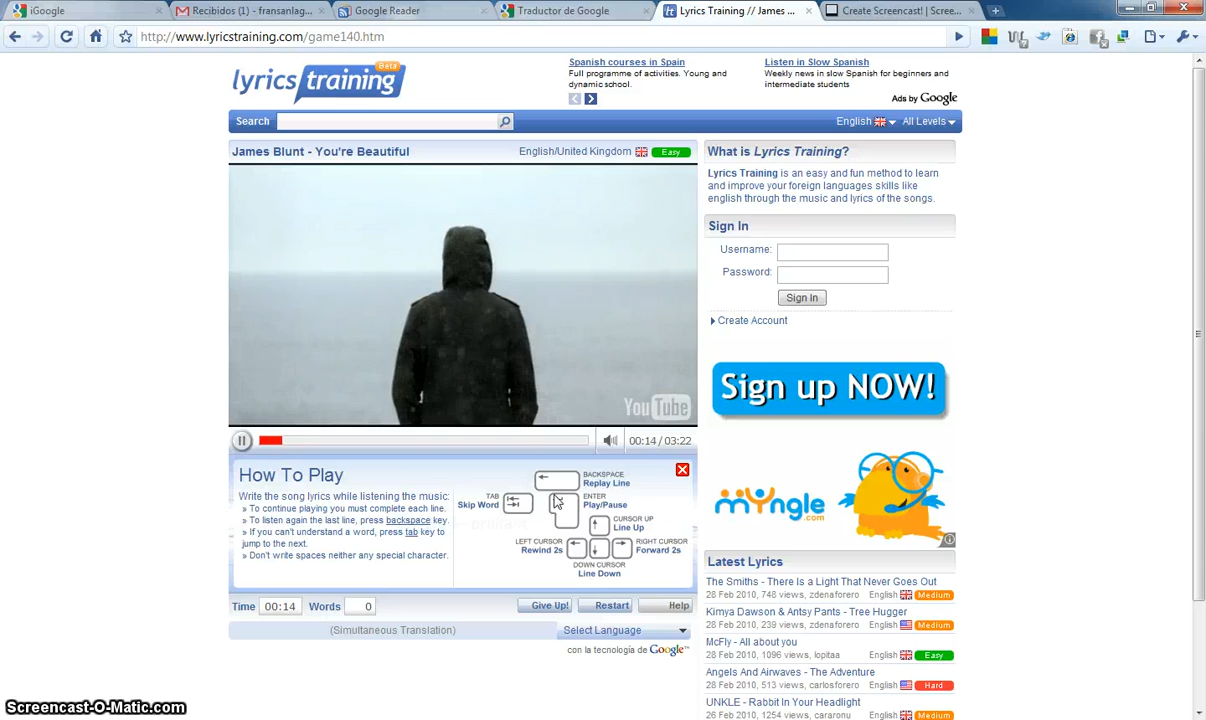 iGoogle
Recibidos (1) - fransanlag...
Google Reader
Traductor de Google
Lyrics Training // James ...
Create Screencast! | Scree...
http://www.lyricstraining.com/game140.htm
lyrics training Beta
Spanish courses in Spain
Full programme of activities. Young and
dynamic school.
Listen in Slow Spanish
Weekly news in slow Spanish for beginners and
intermediate students
Ads by Google
Search
English
All Levels
James Blunt - You're Beautiful
English/United Kingdom
Easy
YouTube
00:14 / 03:22
How To Play
Write the song lyrics while listening the music:
» To continue playing you must complete each line.
» To listen again the last line, press backspace key.
» If you can't understand a word, press tab key to
jump to the next.
» Don't write spaces neither any special character.
BACKSPACE
Replay Line
TAB
Skip Word
ENTER
Play/Pause
CURSOR UP
Line Up
LEFT CURSOR
Rewind 2s
RIGHT CURSOR
Forward 2s
DOWN CURSOR
Line Down
Time 00:14 Words 0
Give Up!
Restart
Help
(Simultaneous Translation)
Select Language
con la tecnología de Google™
What is Lyrics Training?
Lyrics Training is an easy and fun method to learn
and improve your foreign languages skills like
english through the music and lyrics of the songs.
Sign In
Username:
Password:
Sign In
Create Account
Sign up NOW!
myngle.com
Latest Lyrics
The Smiths - There Is a Light That Never Goes Out
28 Feb 2010, 748 views, zdenaforero English Medium
Kimya Dawson & Antsy Pants - Tree Hugger
28 Feb 2010, 239 views, zdenaforero English Medium
McFly - All about you
28 Feb 2010, 1096 views, lopitaa English Easy
Angels And Airwaves - The Adventure
28 Feb 2010, 513 views, carlosforero English Hard
UNKLE - Rabbit In Your Headlight
26 Feb 2010, 1254 views, cararonu English Medium
Screencast-O-Matic.com